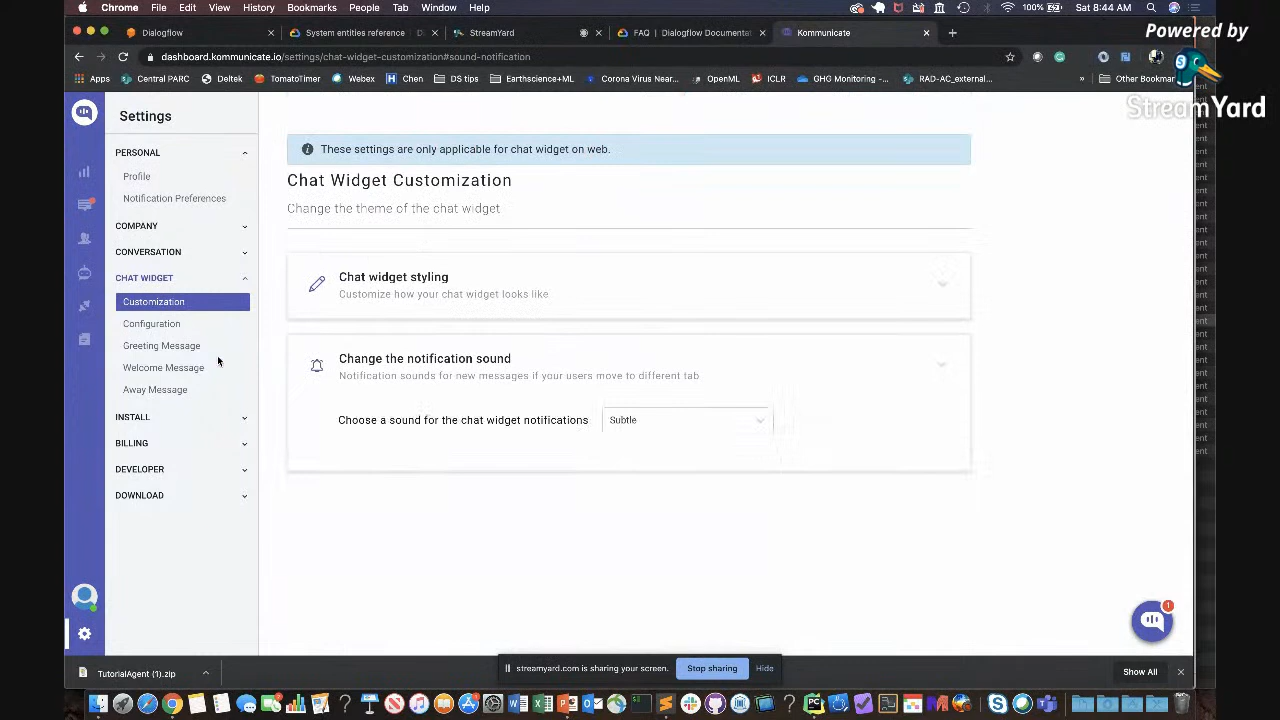 Chrome File Edit View History Bookmarks People Tab Window Help
100% Sat 8:44 AM
Powered by
StreamYard
Dialogflow
System entities reference
StreamYard
FAQ | Dialogflow Documentat
Kommunicate
dashboard.kommunicate.io/settings/chat-widget-customization#sound-notification
Apps Central PARC Deltek TomatoTimer Webex Chen DS tips Earthscience+ML Corona Virus Near... OpenML ICLR GHG Monitoring -... RAD-AC_external... » Other Bookmar
Settings
PERSONAL
Profile
Notification Preferences
COMPANY
CONVERSATION
CHAT WIDGET
Customization
Configuration
Greeting Message
Welcome Message
Away Message
INSTALL
BILLING
DEVELOPER
DOWNLOAD
These settings are only applicable for chat widget on web.
Chat Widget Customization
Change the theme of the chat widget
Chat widget styling
Customize how your chat widget looks like
Change the notification sound
Notification sounds for new messages if your users move to different tab
Choose a sound for the chat widget notifications Subtle
1
TutorialAgent (1).zip
streamyard.com is sharing your screen. Stop sharing Hide
Show All